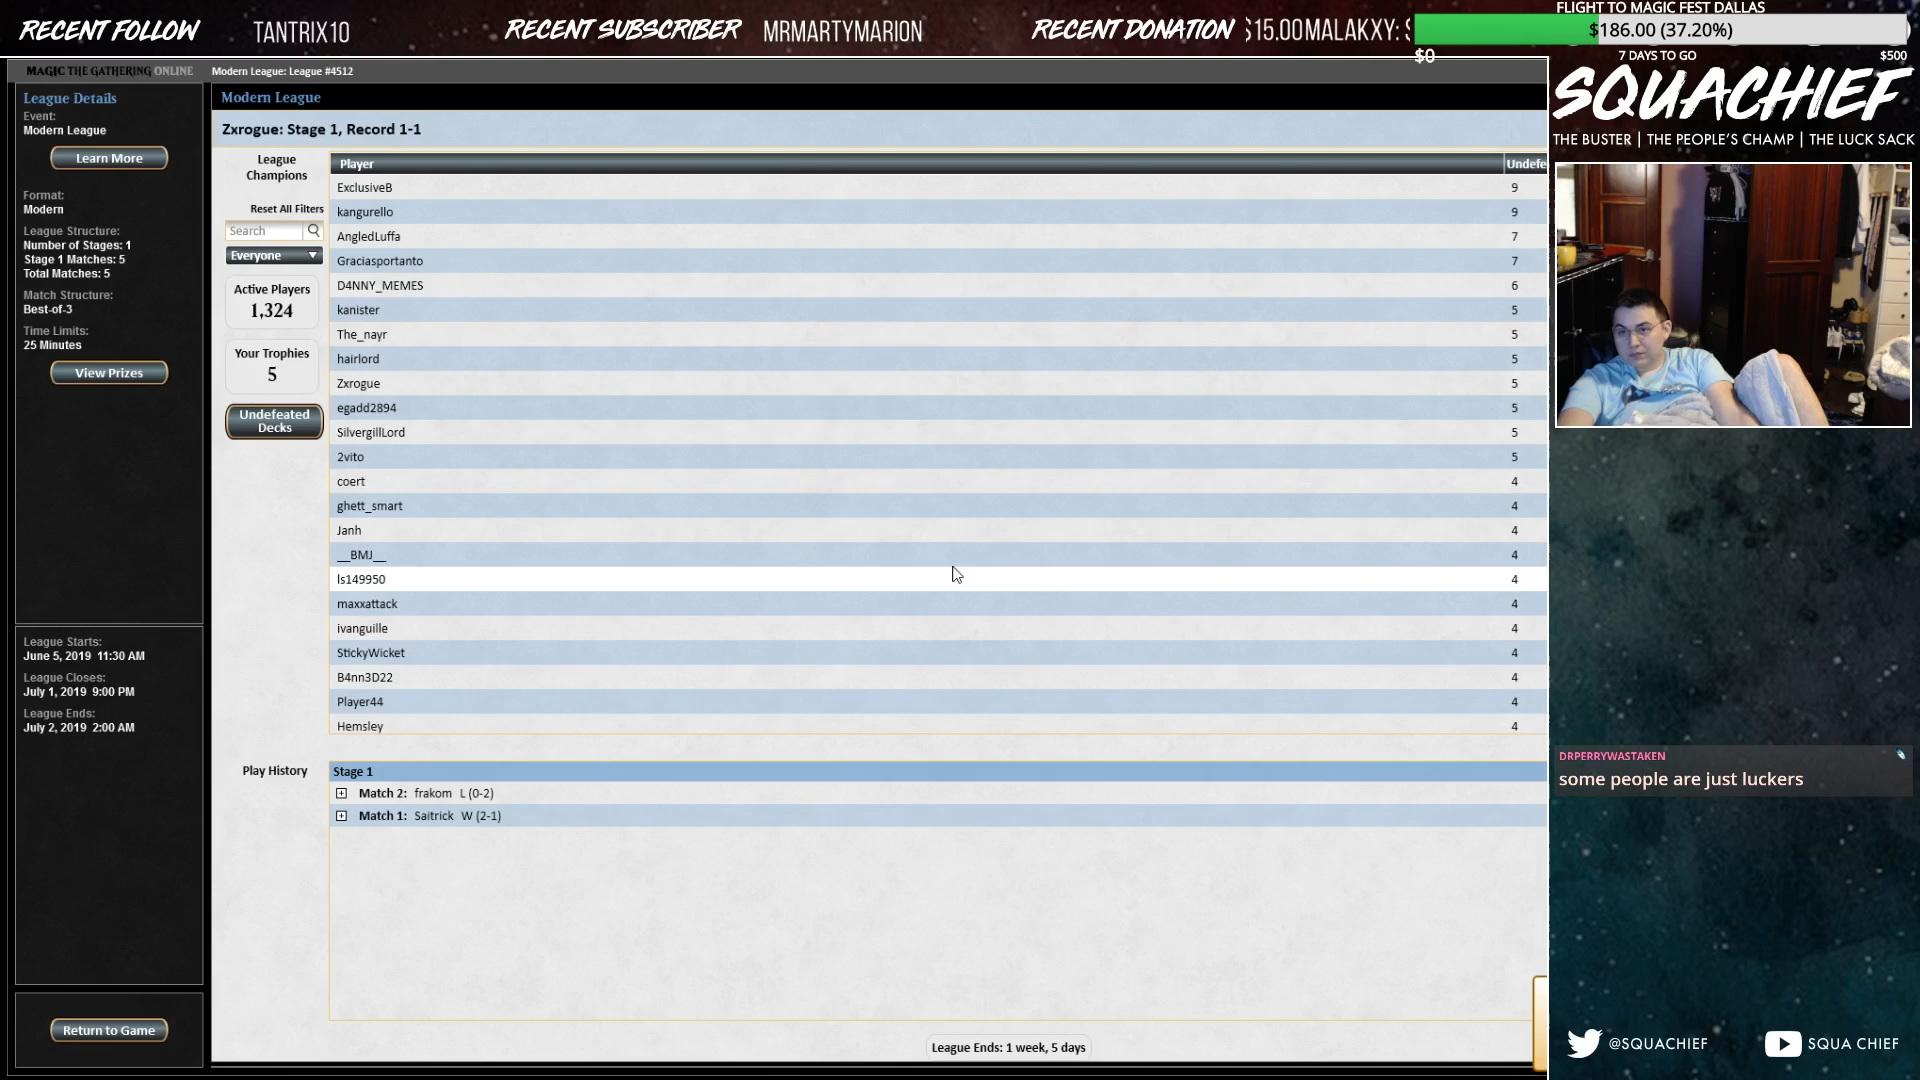 RECENT FOLLOW TANTRIX10 RECENT SUBSCRIBER MRMARTYMARION RECENT DONATION $15.00 MALAKXY: $
FLIGHT TO MAGIC FEST DALLAS
$186.00 (37.20%)
$0 7 DAYS TO GO $500
MAGIC THE GATHERING ONLINE Modern League: League #4512
SQUACHIEF
THE BUSTER | THE PEOPLE'S CHAMP | THE LUCK SACK
League Details
Event:
Modern League
Learn More
Format:
Modern
League Structure:
Number of Stages: 1
Stage 1 Matches: 5
Total Matches: 5
Match Structure:
Best-of-3
Time Limits:
25 Minutes
View Prizes
League Starts:
June 5, 2019 11:30 AM
League Closes:
July 1, 2019 9:00 PM
League Ends:
July 2, 2019 2:00 AM
Return to Game
Modern League
Zxrogue: Stage 1, Record 1-1
League
Champions
Reset All Filters
Search
Everyone
Active Players
1,324
Your Trophies
5
Undefeated
Decks
Player Undefe
ExclusiveB 9
kangurello 9
AngledLuffa 7
Graciasportanto 7
D4NNY_MEMES 6
kanister 5
The_nayr 5
hairlord 5
Zxrogue 5
egadd2894 5
SilvergillLord 5
2vito 5
coert 4
ghett_smart 4
Janh 4
__BMJ__ 4
ls149950 4
maxxattack 4
ivanguille 4
StickyWicket 4
B4nn3D22 4
Player44 4
Hemsley 4
Play History
Stage 1
Match 2: frakom L (0-2)
Match 1: Saitrick W (2-1)
League Ends: 1 week, 5 days
DRPERRYWASTAKEN
some people are just luckers
@SQUACHIEF SQUA CHIEF